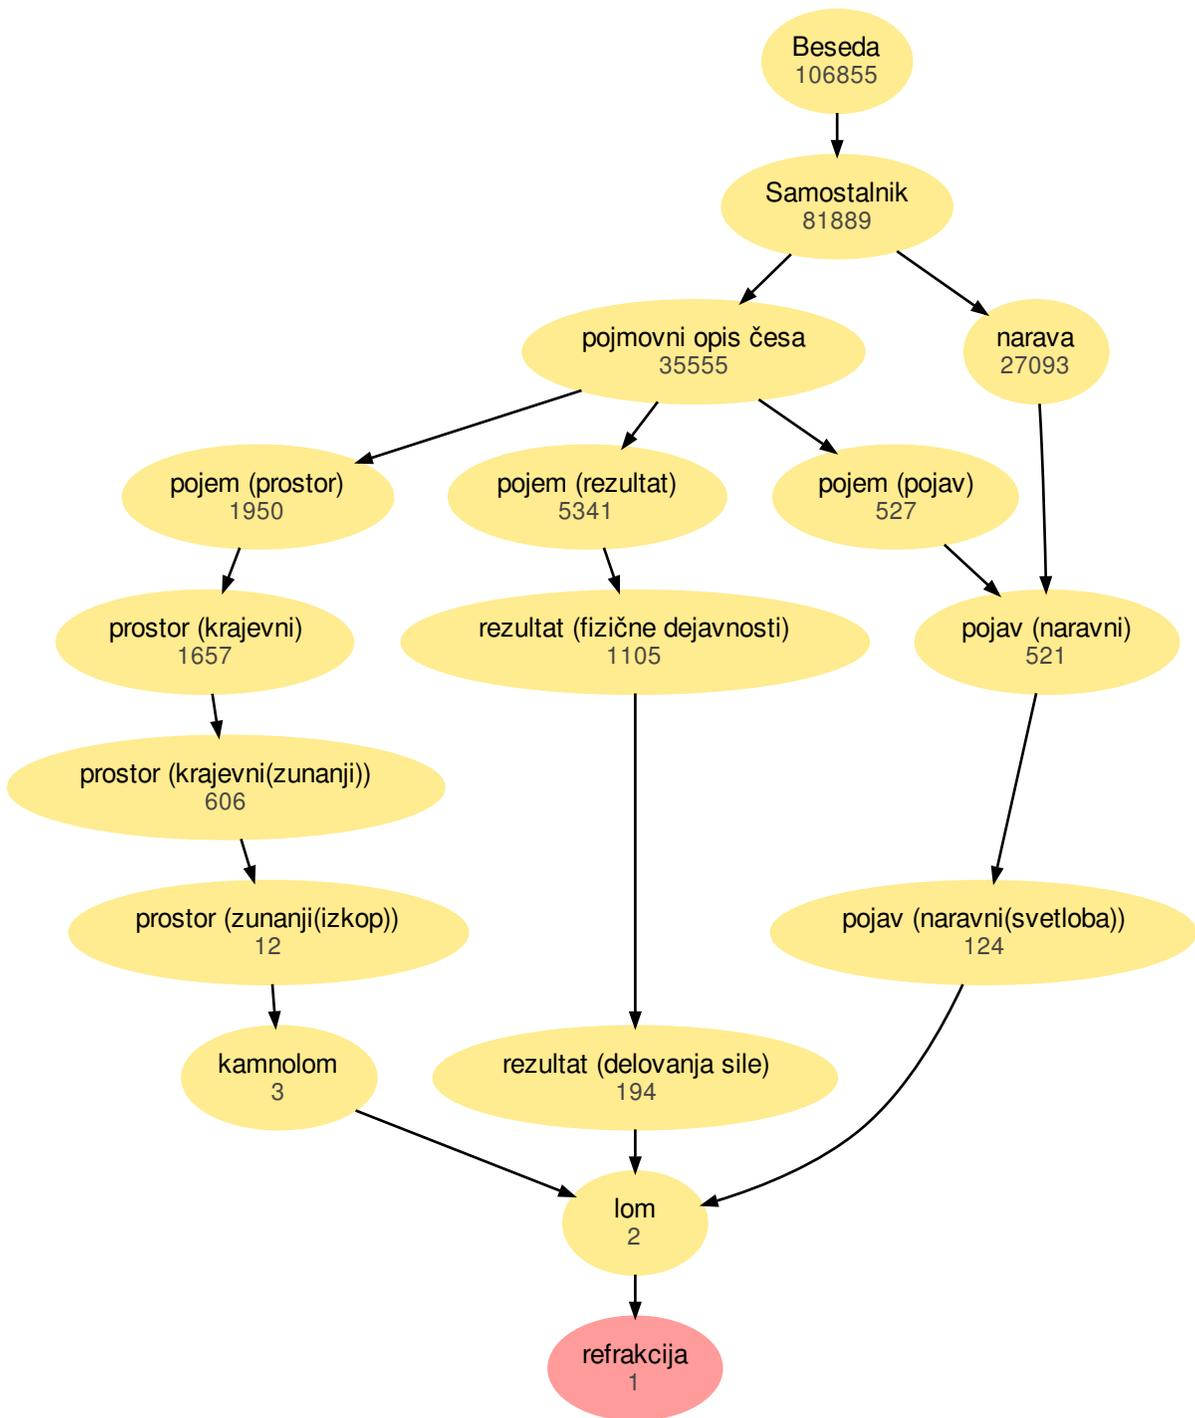 Beseda
106855
Samostalnik
81889
pojmovni opis česa
35555
narava
27093
pojem (prostor)
1950
pojem (rezultat)
5341
pojem (pojav)
527
prostor (krajevni)
1657
rezultat (fizične dejavnosti)
1105
pojav (naravni)
521
prostor (krajevni(zunanji))
606
prostor (zunanji(izkop))
12
pojav (naravni(svetloba))
124
kamnolom
3
rezultat (delovanja sile)
194
lom
2
refrakcija
1